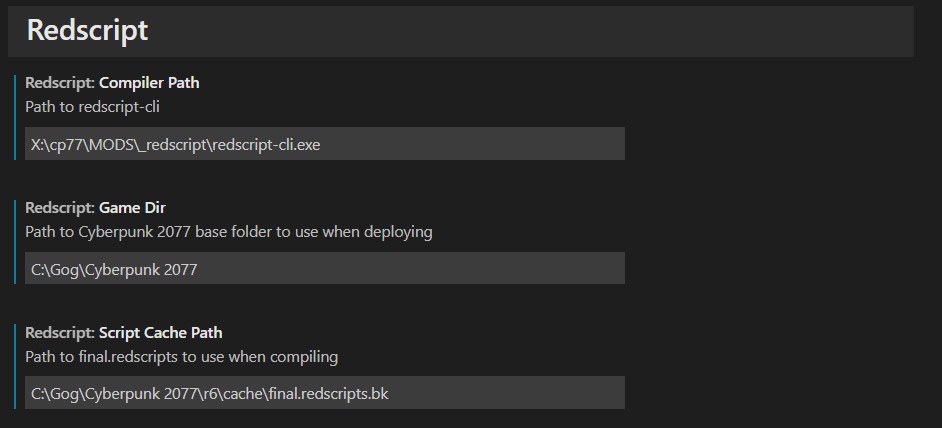 Redscript
Redscript: Compiler Path
Path to redscript-cli
X:\cp77\MODS\_redscript\redscript-cli.exe
Redscript: Game Dir
Path to Cyberpunk 2077 base folder to use when deploying
C:\Gog\Cyberpunk 2077
Redscript: Script Cache Path
Path to final.redscripts to use when compiling
C:\Gog\Cyberpunk 2077\r6\cache\final.redscripts.bk